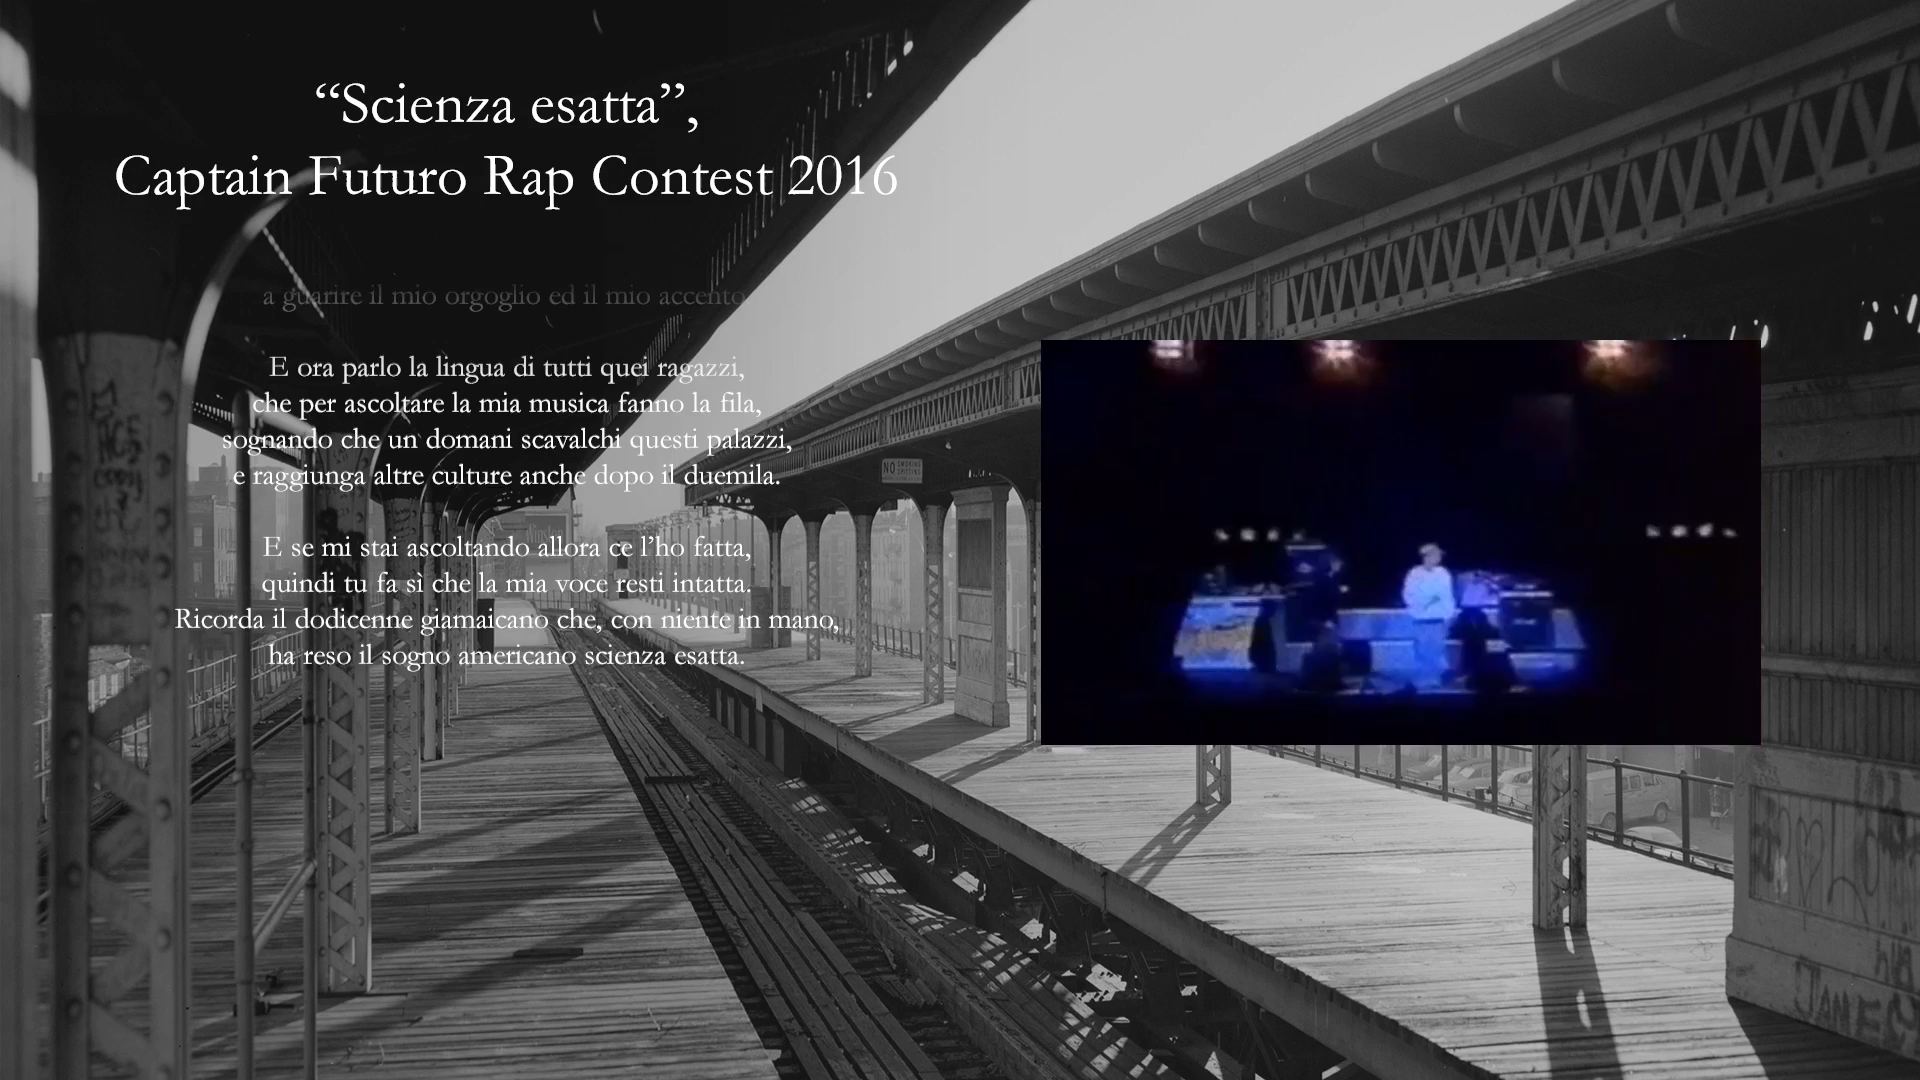 “Scienza esatta”,
Captain Futuro Rap Contest 2016
a guarire il mio orgoglio ed il mio accento
E ora parlo la lingua di tutti quei ragazzi,
che per ascoltare la mia musica fanno la fila,
sognando che un domani scavalchi questi palazzi,
e raggiunga altre culture anche dopo il duemila.
E se mi stai ascoltando allora ce l’ho fatta,
quindi tu fa sì che la mia voce resti intatta.
Ricorda il dodicenne giamaicano che, con niente in mano,
ha reso il sogno americano scienza esatta.
NO SMOKING
SPITTING